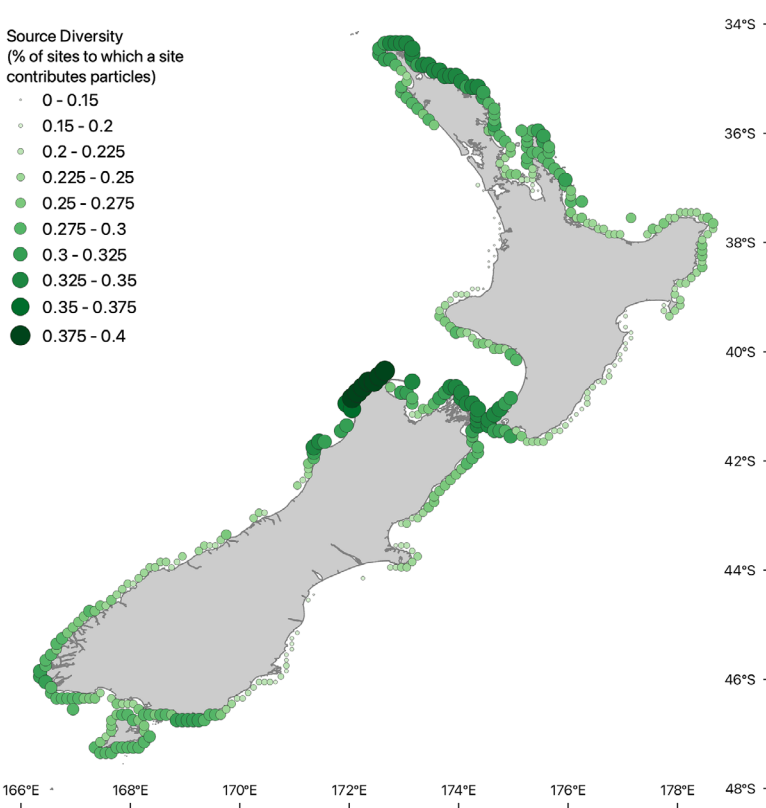 Source Diversity
(% of sites to which a site
contributes particles)
0 - 0.15
0.15 - 0.2
0.2 - 0.225
0.225 - 0.25
0.25 - 0.275
0.275 - 0.3
0.3 - 0.325
0.325 - 0.35
0.35 - 0.375
0.375 - 0.4
34°S
36°S
38°S
40°S
42°S
44°S
46°S
48°S
166°E
168°E
170°E
172°E
174°E
176°E
178°E